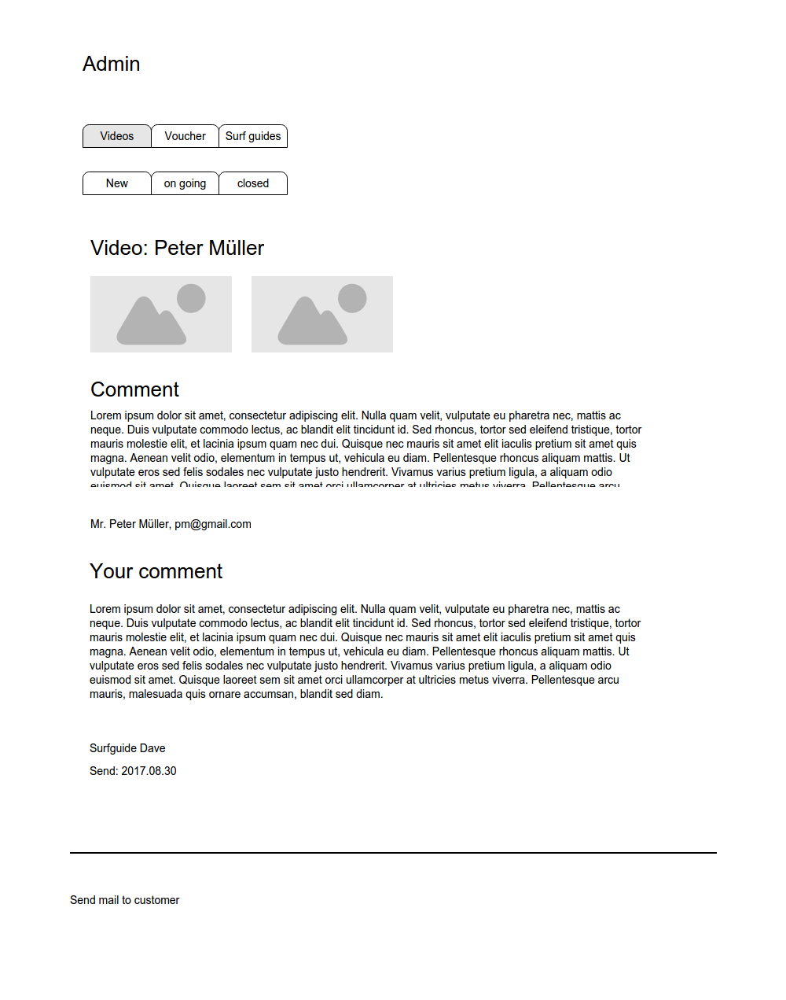 Admin
Videos Voucher Surf guides
New on going closed
Video: Peter Müller
Comment
Lorem ipsum dolor sit amet, consectetur adipiscing elit. Nulla quam velit, vulputate eu pharetra nec, mattis ac
neque. Duis vulputate commodo lectus, ac blandit elit tincidunt id. Sed rhoncus, tortor sed eleifend tristique, tortor
mauris molestie elit, et lacinia ipsum quam nec dui. Quisque nec mauris sit amet elit iaculis pretium sit amet quis
magna. Aenean velit odio, elementum in tempus ut, vehicula eu diam. Pellentesque rhoncus aliquam mattis. Ut
vulputate eros sed felis sodales nec vulputate justo hendrerit. Vivamus varius pretium ligula, a aliquam odio
euismod sit amet. Quisque laoreet sem sit amet orci ullamcorper at ultricies metus viverra. Pellentesque arcu
Mr. Peter Müller, pm@gmail.com
Your comment
Lorem ipsum dolor sit amet, consectetur adipiscing elit. Nulla quam velit, vulputate eu pharetra nec, mattis ac
neque. Duis vulputate commodo lectus, ac blandit elit tincidunt id. Sed rhoncus, tortor sed eleifend tristique, tortor
mauris molestie elit, et lacinia ipsum quam nec dui. Quisque nec mauris sit amet elit iaculis pretium sit amet quis
magna. Aenean velit odio, elementum in tempus ut, vehicula eu diam. Pellentesque rhoncus aliquam mattis. Ut
vulputate eros sed felis sodales nec vulputate justo hendrerit. Vivamus varius pretium ligula, a aliquam odio
euismod sit amet. Quisque laoreet sem sit amet orci ullamcorper at ultricies metus viverra. Pellentesque arcu
mauris, malesuada quis ornare accumsan, blandit sed diam.
Surfguide Dave
Send: 2017.08.30
Send mail to customer